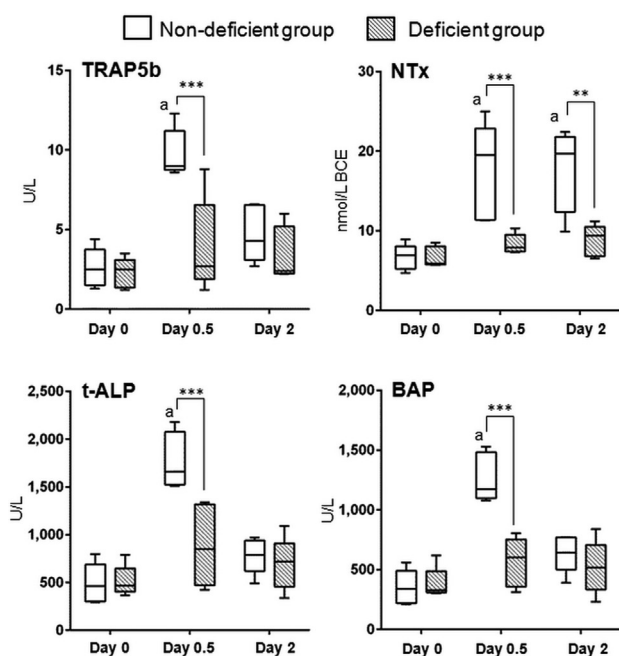 Non-deficient group Deficient group
TRAP5b
U/L
15
10
5
0
a
***
Day 0 Day 0.5 Day 2
NTx
nmol/L BCE
30
20
10
0
a
***
a
**
Day 0 Day 0.5 Day 2
t-ALP
U/L
2,500
2,000
1,500
1,000
500
0
a
***
Day 0 Day 0.5 Day 2
BAP
U/L
2,000
1,500
1,000
500
0
a
***
Day 0 Day 0.5 Day 2